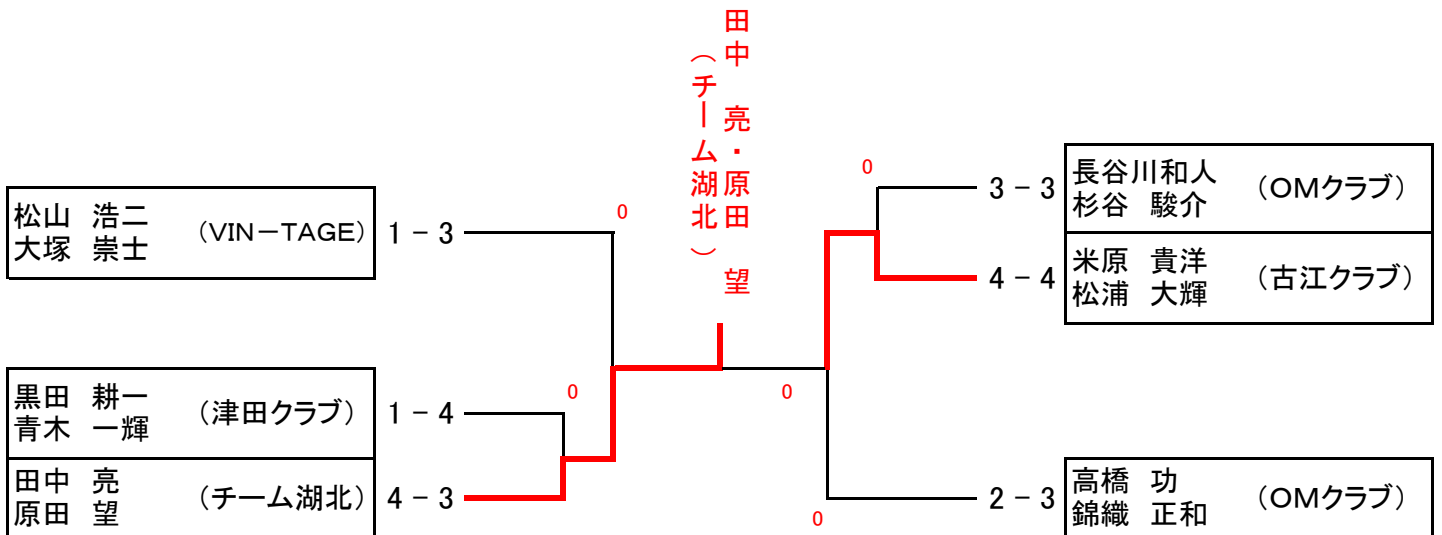 田中 亮・原田 望
（チーム湖北）
松山 浩二
大塚 崇士
（VIN－TAGE）
1 - 3
0
黒田 耕一
青木 一輝
（津田クラブ）
1 - 4
0
田中 亮
原田 望
（チーム湖北）
4 - 3
0
3 - 3
長谷川和人
杉谷 駿介
（OMクラブ）
0
4 - 4
米原 貴洋
松浦 大輝
（古江クラブ）
0
2 - 3
高橋 功
錦織 正和
（OMクラブ）